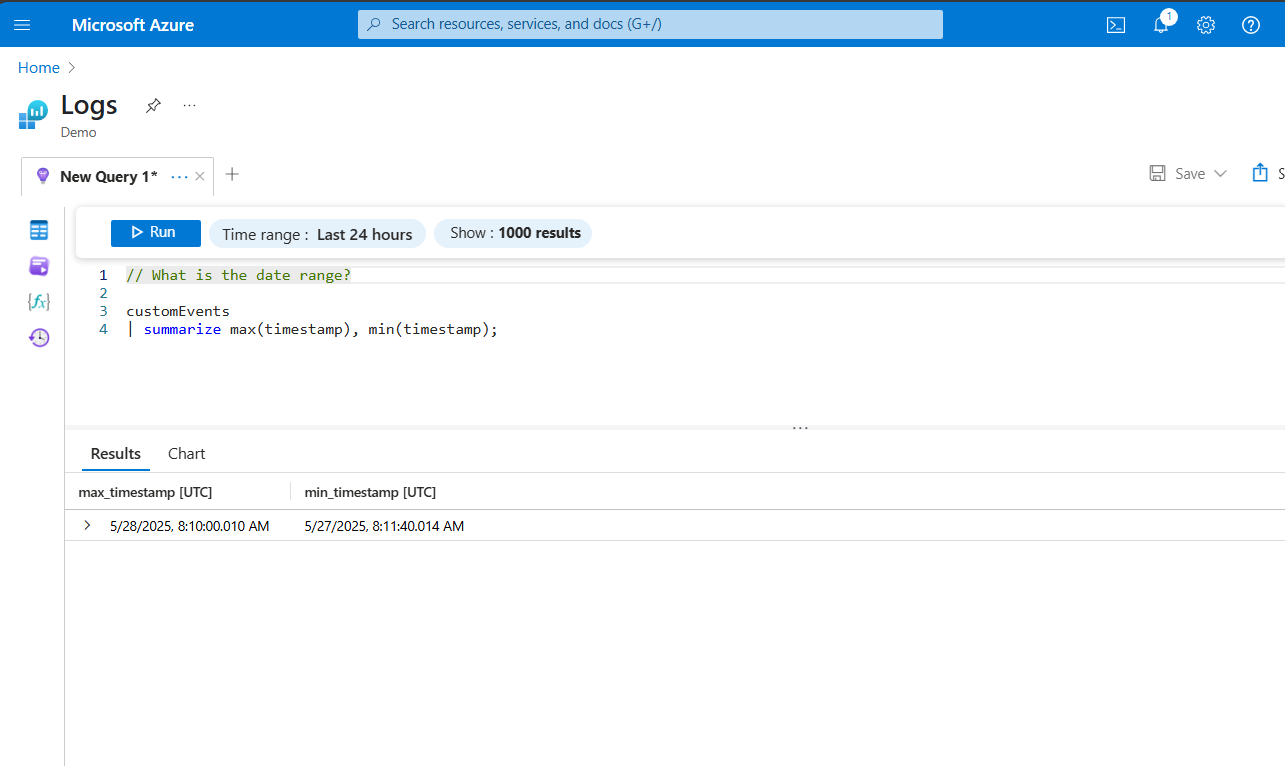 Microsoft Azure
Search resources, services, and docs (G+/)
1
Home
Logs
Demo
New Query 1*
Save
S
Run
Time range : Last 24 hours
Show : 1000 results
1 // What is the date range?
2
3 customEvents
4 | summarize max(timestamp), min(timestamp);
Results Chart
max_timestamp [UTC] min_timestamp [UTC]
5/28/2025, 8:10:00.010 AM 5/27/2025, 8:11:40.014 AM